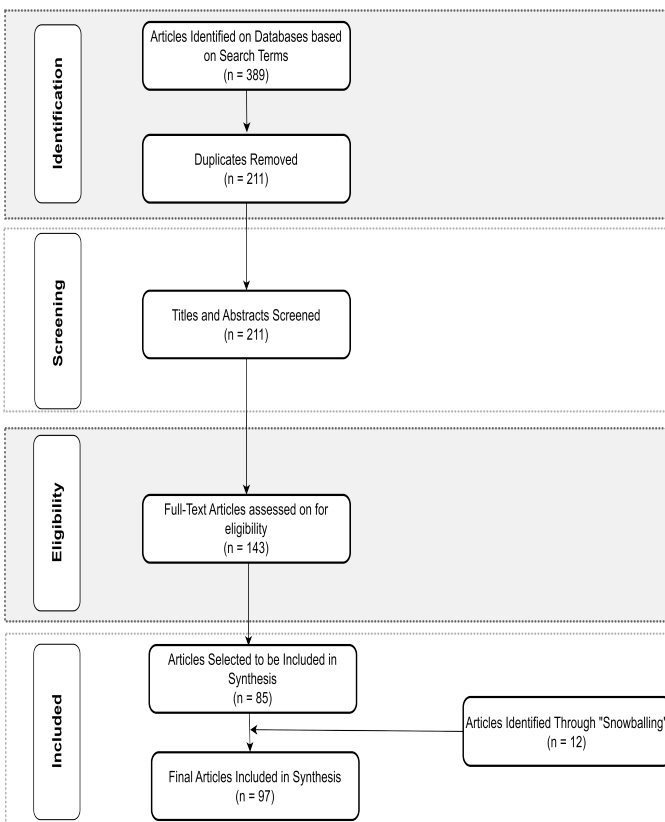 Identification
Articles Identified on Databases based
on Search Terms
(n = 389)
Duplicates Removed
(n = 211)
Screening
Titles and Abstracts Screened
(n = 211)
Eligibility
Full-Text Articles assessed on for
eligibility
(n = 143)
Included
Articles Selected to be Included in
Synthesis
(n = 85)
Articles Identified Through "Snowballing"
(n = 12)
Final Articles Included in Synthesis
(n = 97)